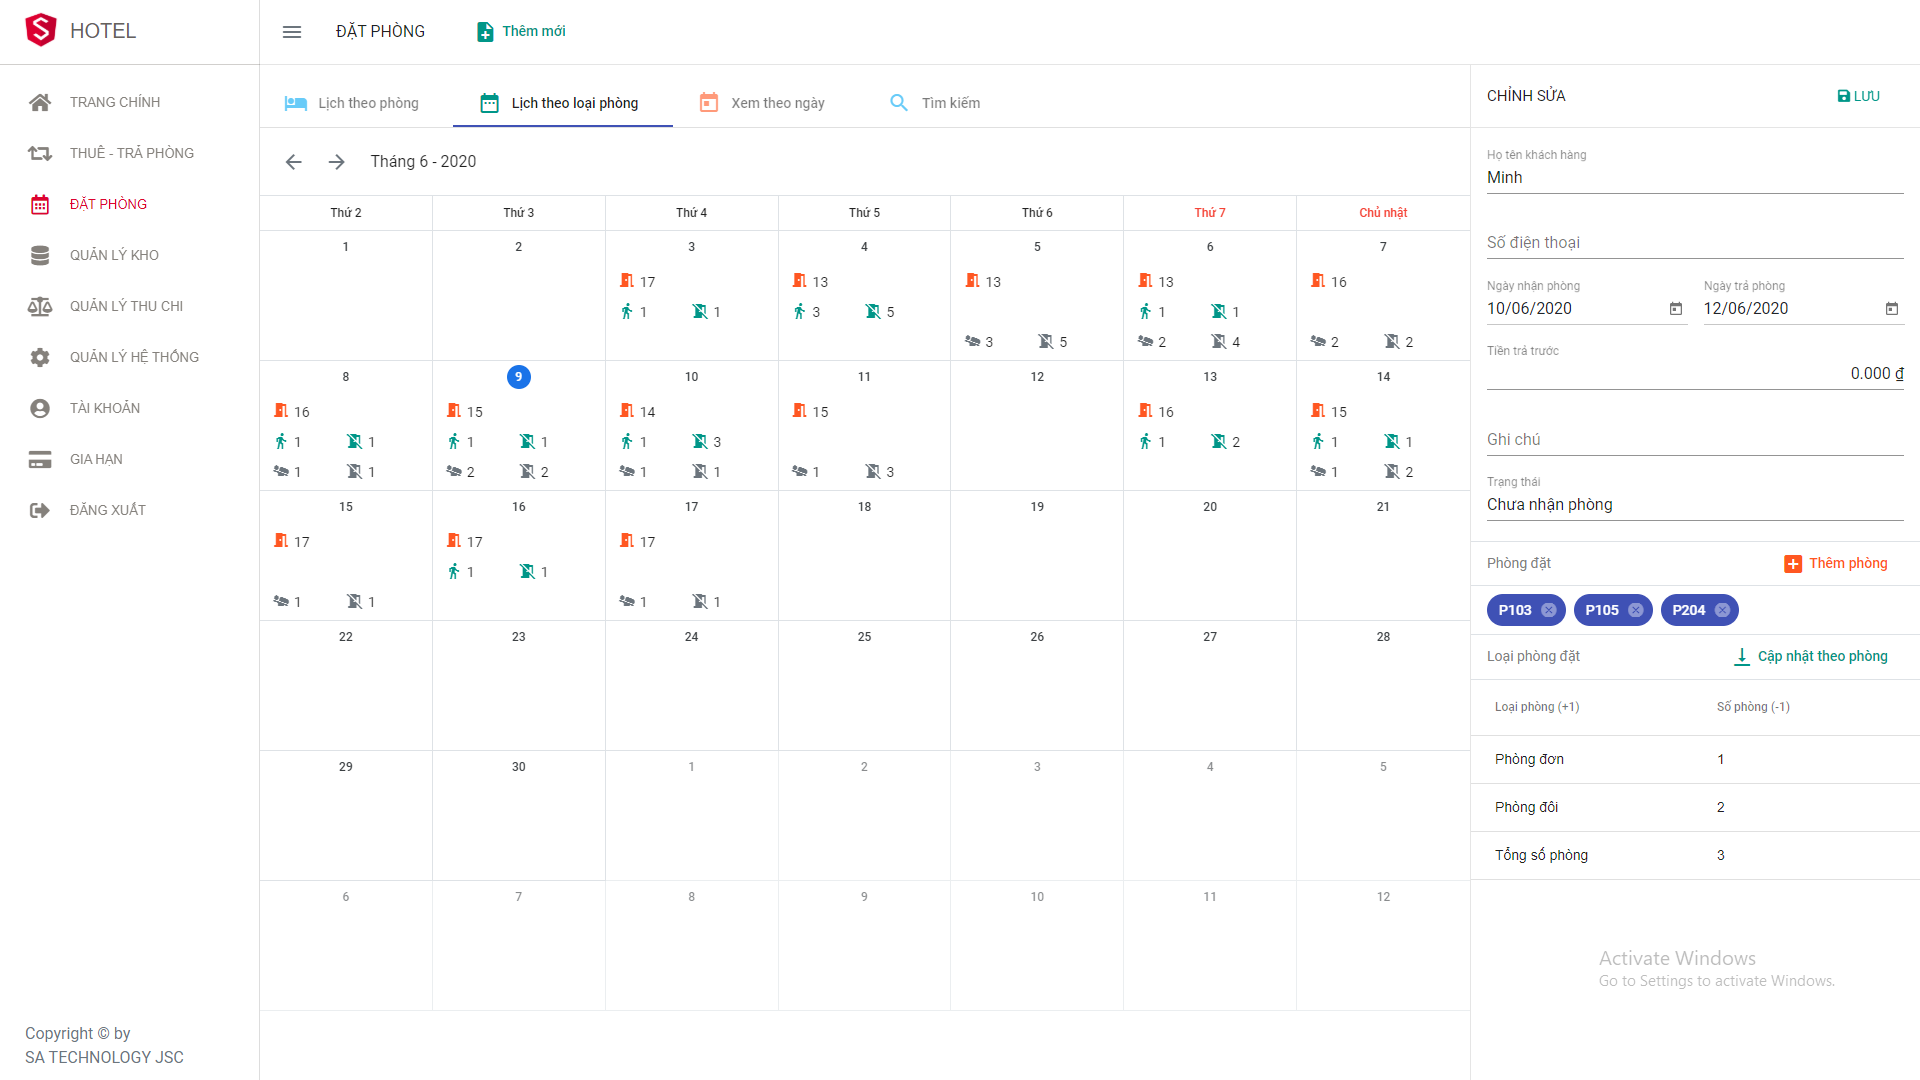 HOTEL
ĐẶT PHÒNG
Thêm mới
TRANG CHÍNH
THUÊ - TRẢ PHÒNG
ĐẶT PHÒNG
QUẢN LÝ KHO
QUẢN LÝ THU CHI
QUẢN LÝ HỆ THỐNG
TÀI KHOẢN
GIA HẠN
ĐĂNG XUẤT
Copyright © by
SA TECHNOLOGY JSC
Lịch theo phòng Lịch theo loại phòng Xem theo ngày Tìm kiếm
Tháng 6 - 2020
Thứ 2 Thứ 3 Thứ 4 Thứ 5 Thứ 6 Thứ 7 Chủ nhật
1 2 3 4 5 6 7
17 13 13 13 16
1 1 3 5 1 1
3 5 2 4 2 2
8 9 10 11 12 13 14
16 15 14 15 16 15
1 1 1 1 1 3 1 2 1 1
1 1 2 2 1 1 1 3 1 2
15 16 17 18 19 20 21
17 17 17
1 1
1 1 1 1
22 23 24 25 26 27 28
29 30 1 2 3 4 5
6 7 8 9 10 11 12
CHỈNH SỬA LƯU
Họ tên khách hàng
Minh
Số điện thoại
Ngày nhận phòng Ngày trả phòng
10/06/2020 12/06/2020
Tiền trả trước
0.000 ₫
Ghi chú
Trạng thái
Chưa nhận phòng
Phòng đặt Thêm phòng
P103 P105 P204
Loại phòng đặt Cập nhật theo phòng
Loại phòng (+1) Số phòng (-1)
Phòng đơn 1
Phòng đôi 2
Tổng số phòng 3
Activate Windows
Go to Settings to activate Windows.